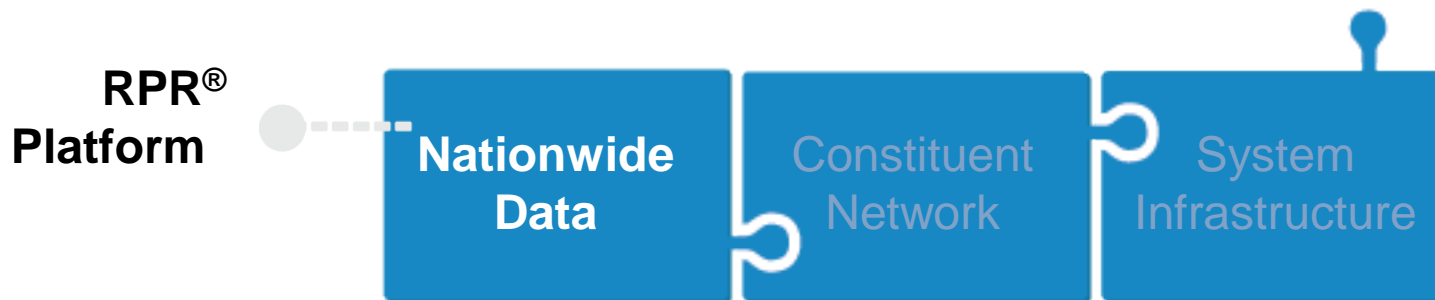 RPR®
Platform
Nationwide
Data
Constituent
Network
System
Infrastructure